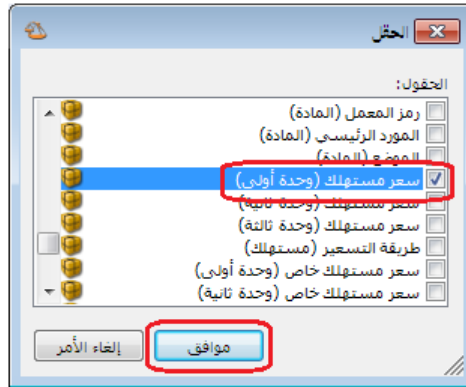 الحقل
الحقول:
رمز المعمل (المادة)
المورد الرئيسي (المادة)
الموضع (المادة)
سعر مستهلك (وحدة أولى)
سعر مستهلك (وحدة ثانية)
سعر مستهلك (وحدة ثالثة)
طريقة التسعير (مستهلك)
سعر مستهلك خاص (وحدة أولى)
سعر مستهلك خاص (وحدة ثانية)
موافق
إلغاء الأمر